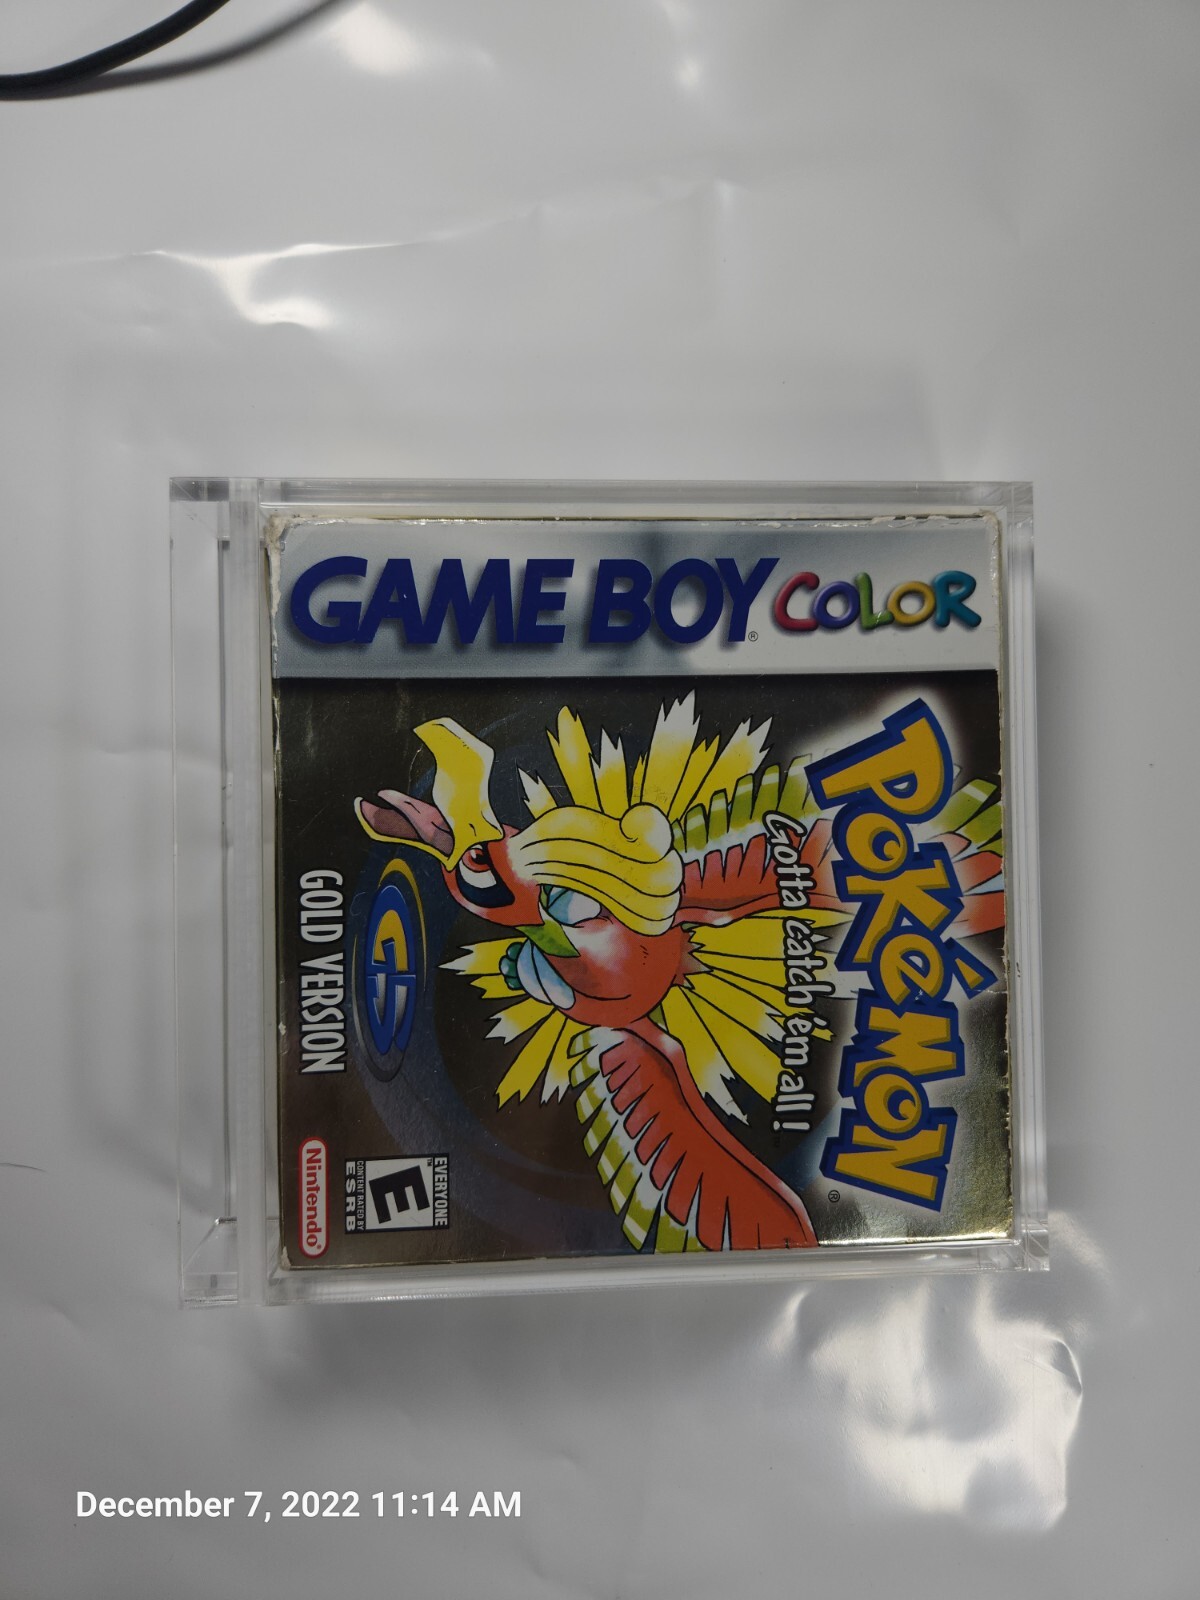 GAME BOY® COLOR
POKéMON®
Gotta catch 'em all!
GS
GOLD VERSION
EVERYONE
E™
CONTENT RATED BY
ESRB
Nintendo®
December 7, 2022 11:14 AM